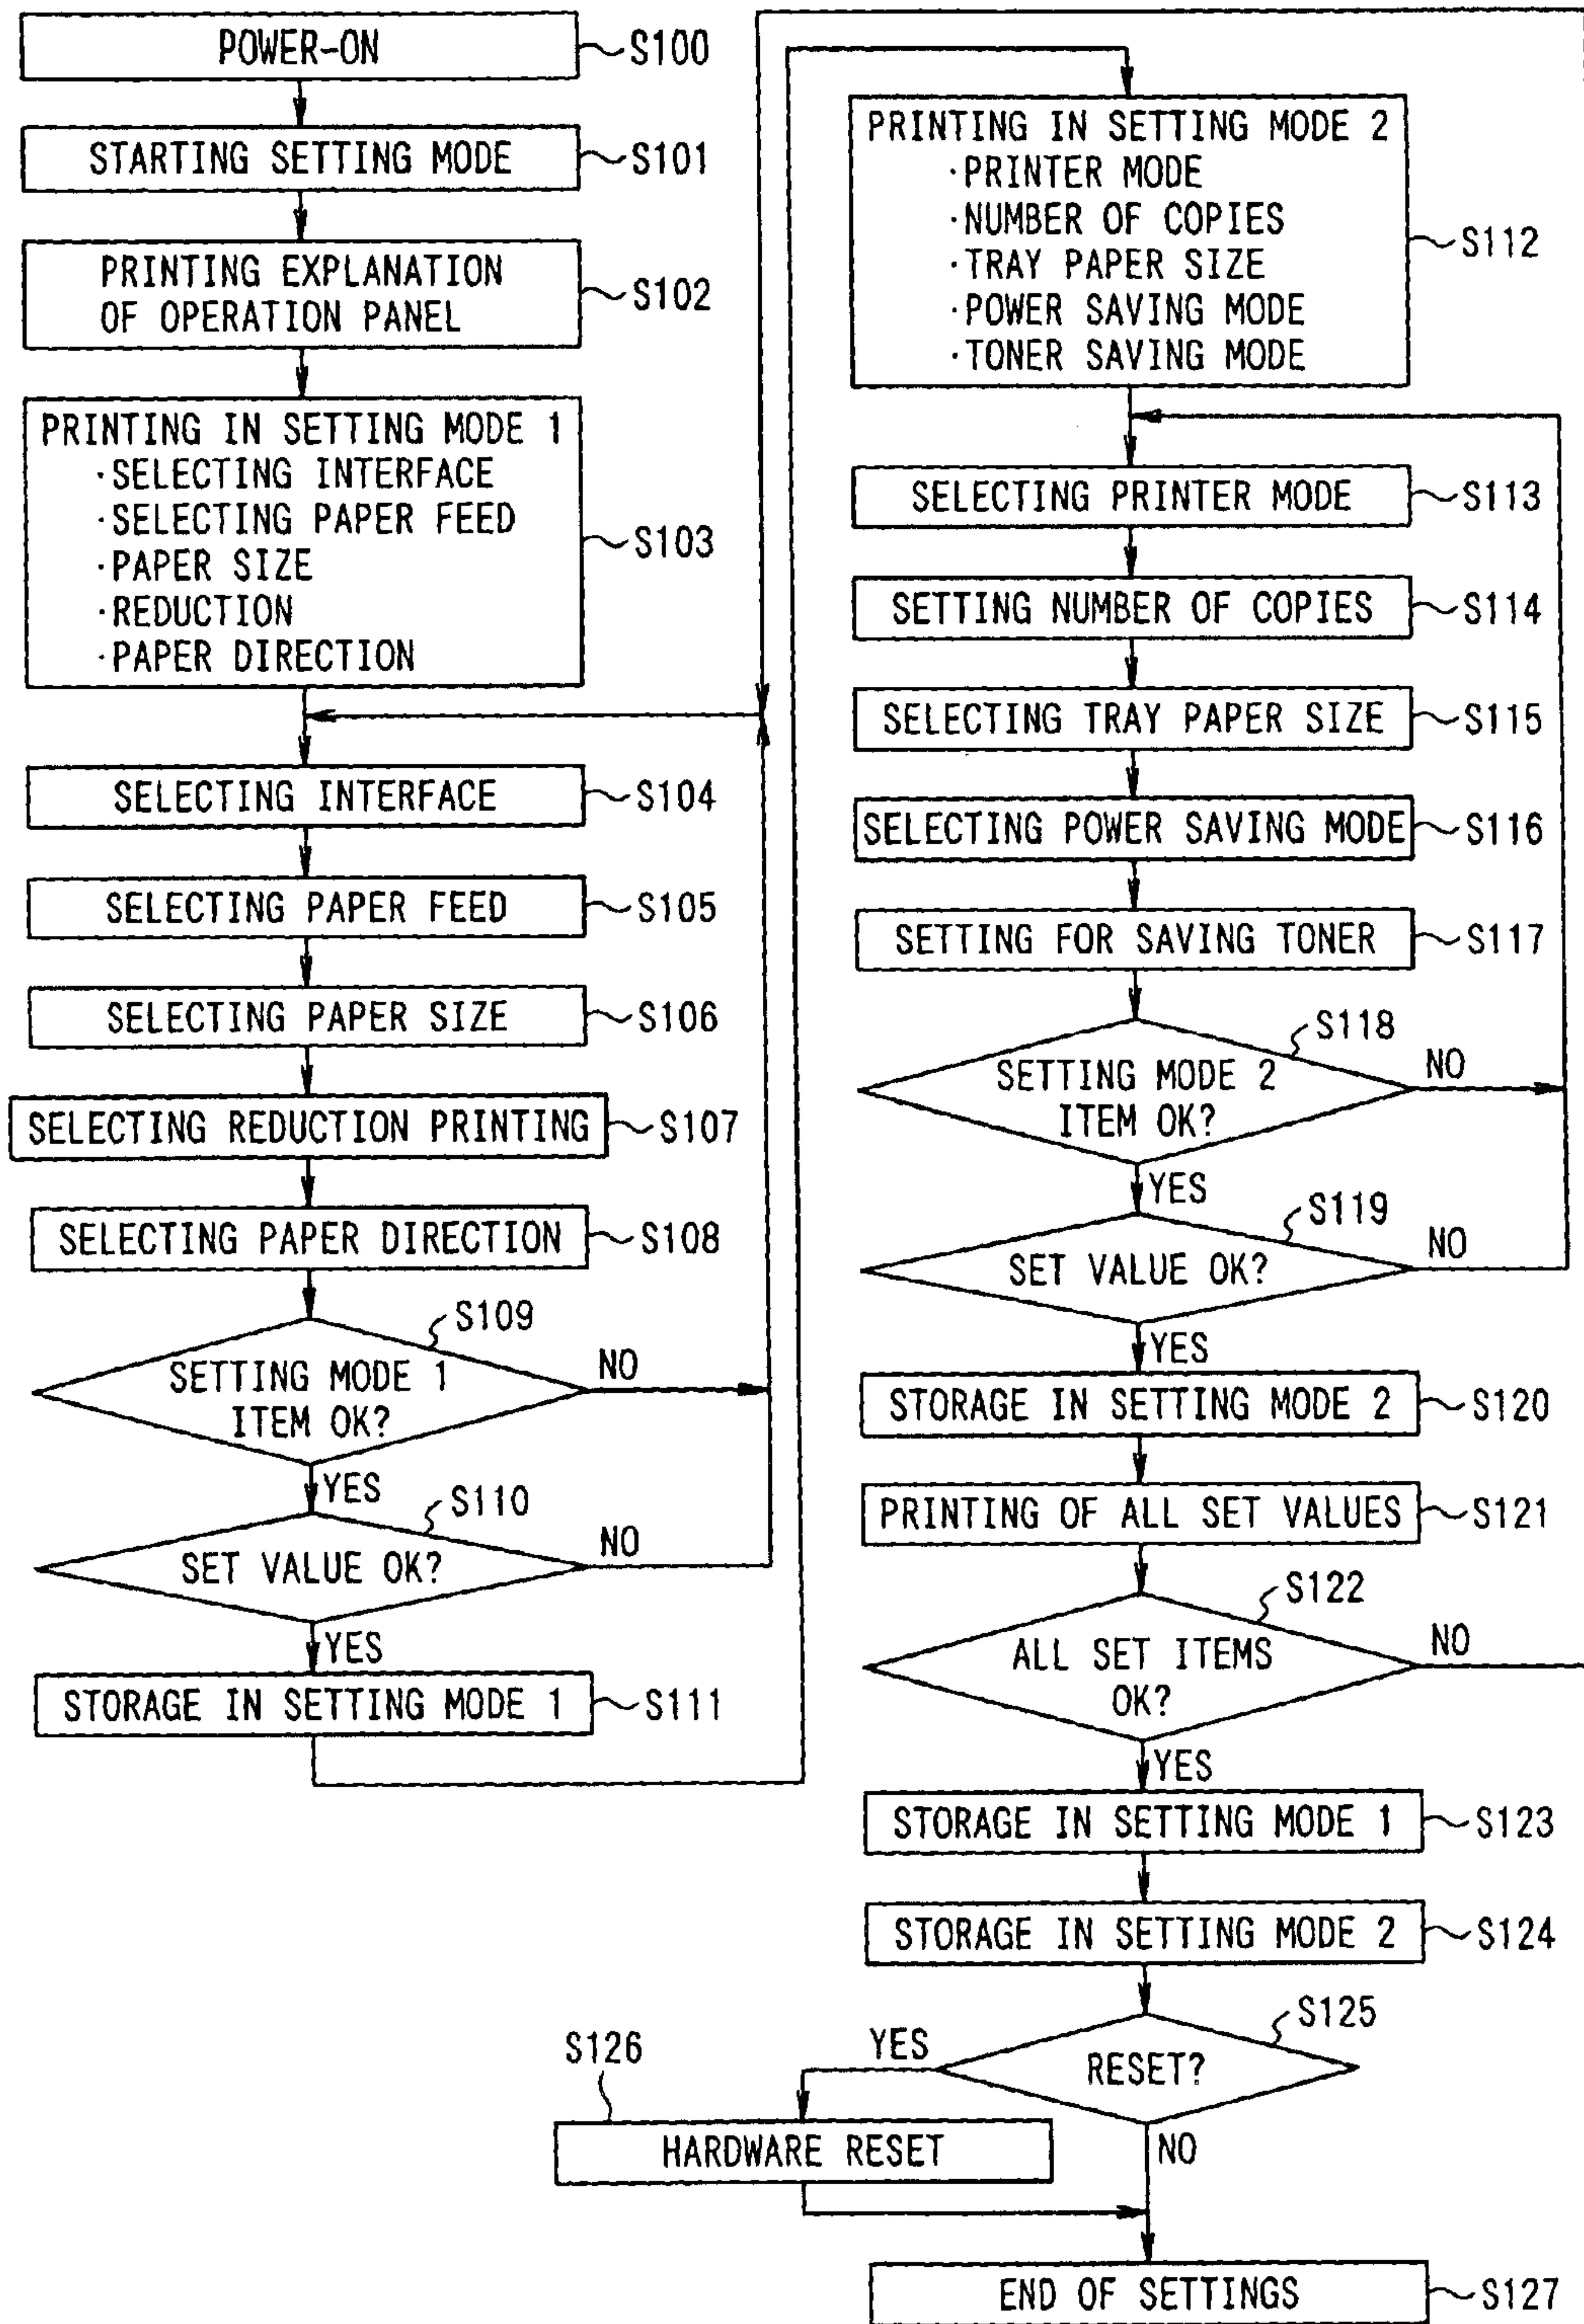 POWER-ON
S100
STARTING SETTING MODE
S101
PRINTING EXPLANATION
OF OPERATION PANEL
S102
PRINTING IN SETTING MODE 1
·SELECTING INTERFACE
·SELECTING PAPER FEED
·PAPER SIZE
·REDUCTION
·PAPER DIRECTION
S103
SELECTING INTERFACE
S104
SELECTING PAPER FEED
S105
SELECTING PAPER SIZE
S106
SELECTING REDUCTION PRINTING
S107
SELECTING PAPER DIRECTION
S108
S109
SETTING MODE 1
ITEM OK?
NO
YES
S110
SET VALUE OK?
NO
YES
STORAGE IN SETTING MODE 1
S111
PRINTING IN SETTING MODE 2
·PRINTER MODE
·NUMBER OF COPIES
·TRAY PAPER SIZE
·POWER SAVING MODE
·TONER SAVING MODE
S112
SELECTING PRINTER MODE
S113
SETTING NUMBER OF COPIES
S114
SELECTING TRAY PAPER SIZE
S115
SELECTING POWER SAVING MODE
S116
SETTING FOR SAVING TONER
S117
S118
SETTING MODE 2
ITEM OK?
NO
YES
S119
SET VALUE OK?
NO
YES
STORAGE IN SETTING MODE 2
S120
PRINTING OF ALL SET VALUES
S121
S122
ALL SET ITEMS
OK?
NO
YES
STORAGE IN SETTING MODE 1
S123
STORAGE IN SETTING MODE 2
S124
S125
RESET?
YES
NO
S126
HARDWARE RESET
END OF SETTINGS
S127